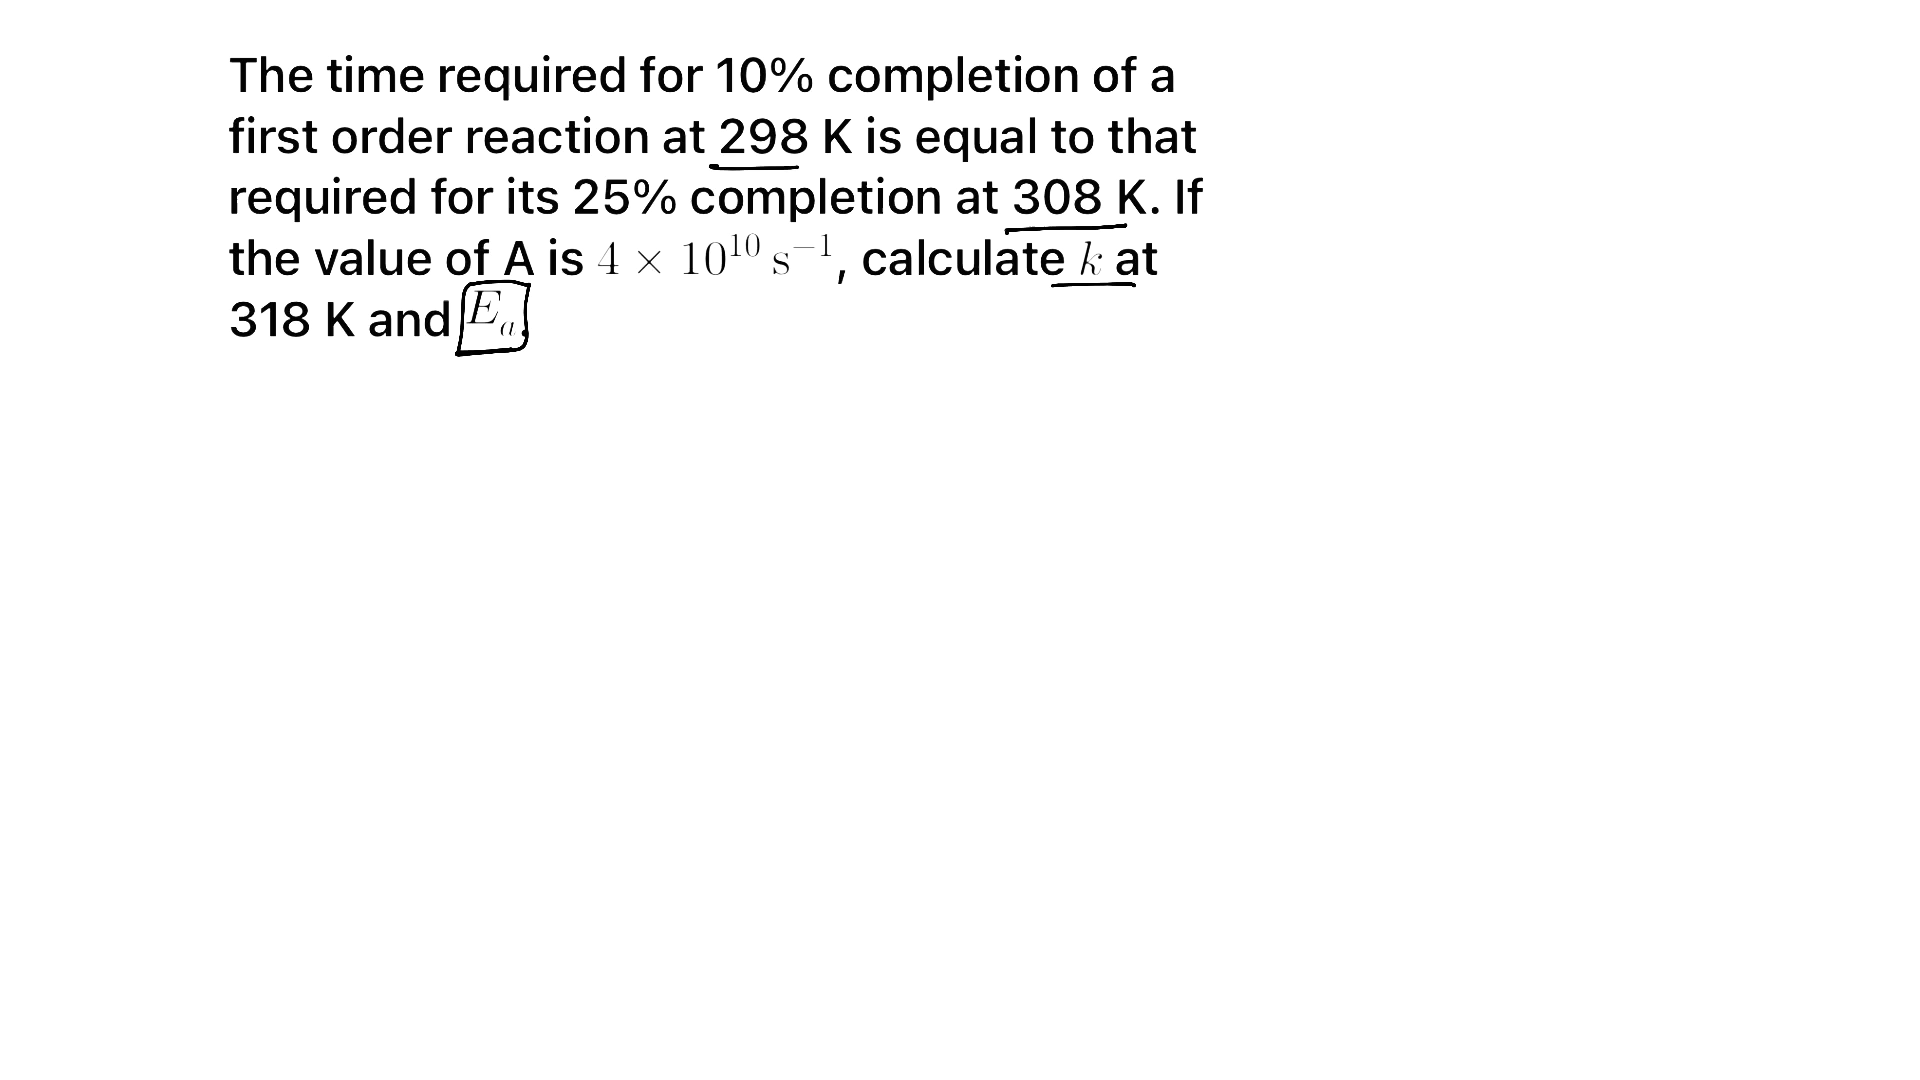 The time required for 10% completion of a
first order reaction at 298 K is equal to that
required for its 25% completion at 308 K. If
the value of A is 4 × 10¹⁰ s⁻¹, calculate k at
318 K and Eₐ.